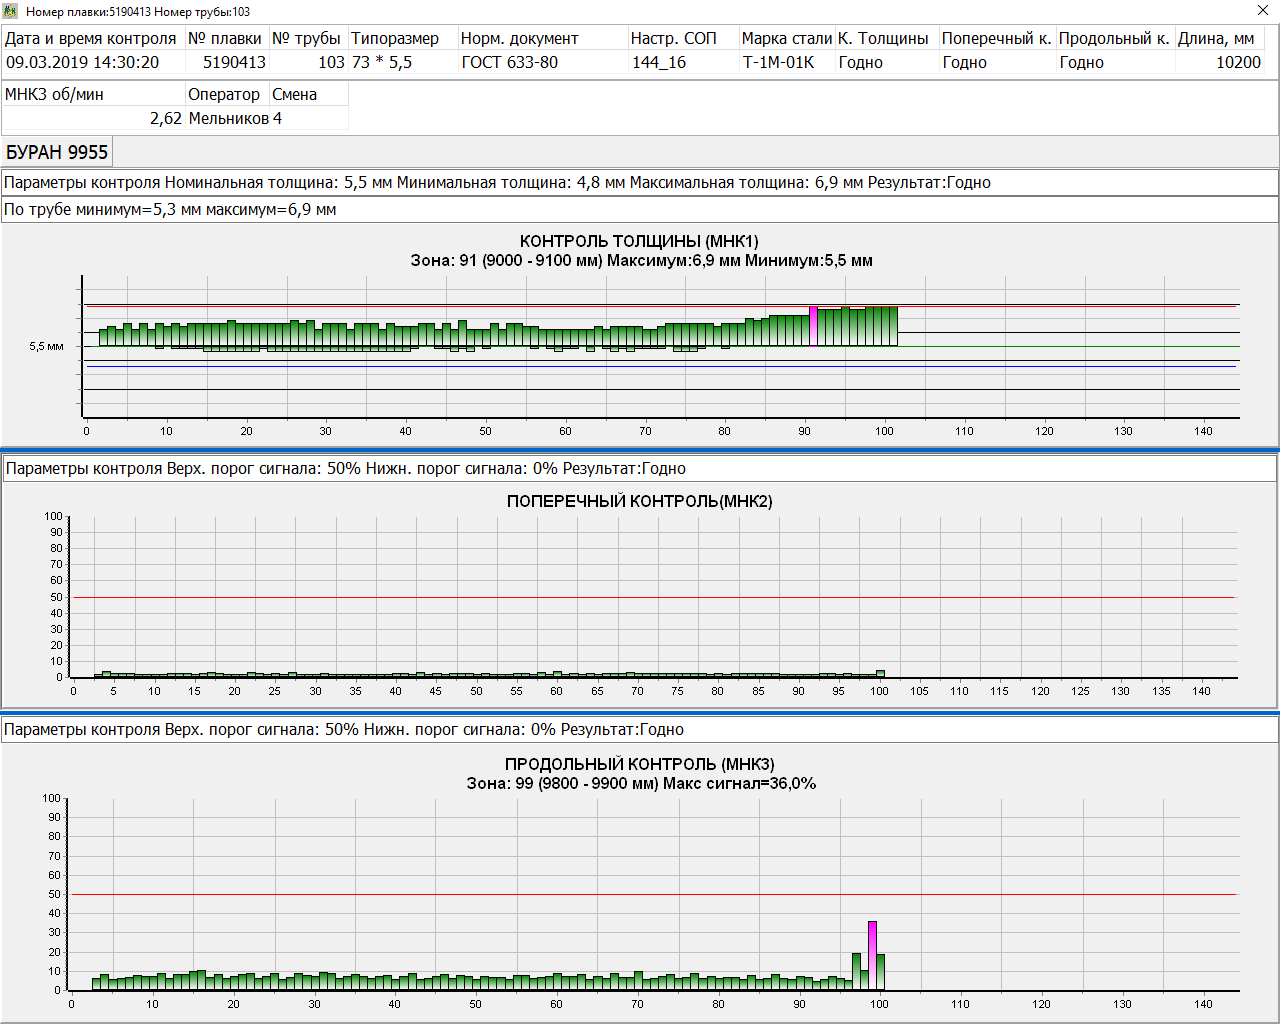 Номер плавки:5190413 Номер трубы:103
Дата и время контроля № плавки № трубы Типоразмер Норм. документ Настр. СОП Марка стали К. Толщины Поперечный к. Продольный к. Длина, мм
09.03.2019 14:30:20 5190413 103 73 * 5,5 ГОСТ 633-80 144_16 Т-1М-01К Годно Годно Годно 10200
МНК3 об/мин Оператор Смена
2,62 Мельников 4
БУРАН 9955
Параметры контроля Номинальная толщина: 5,5 мм Минимальная толщина: 4,8 мм Максимальная толщина: 6,9 мм Результат:Годно
По трубе минимум=5,3 мм максимум=6,9 мм
КОНТРОЛЬ ТОЛЩИНЫ (МНК1)
Зона: 91 (9000 - 9100 мм) Максимум:6,9 мм Минимум:5,5 мм
5,5 мм
0 10 20 30 40 50 60 70 80 90 100 110 120 130 140
Параметры контроля Верх. порог сигнала: 50% Нижн. порог сигнала: 0% Результат:Годно
ПОПЕРЕЧНЫЙ КОНТРОЛЬ(МНК2)
100
90
80
70
60
50
40
30
20
10
0
0 5 10 15 20 25 30 35 40 45 50 55 60 65 70 75 80 85 90 95 100 105 110 115 120 125 130 135 140
Параметры контроля Верх. порог сигнала: 50% Нижн. порог сигнала: 0% Результат:Годно
ПРОДОЛЬНЫЙ КОНТРОЛЬ (МНК3)
Зона: 99 (9800 - 9900 мм) Макс сигнал=36,0%
100
90
80
70
60
50
40
30
20
10
0
0 10 20 30 40 50 60 70 80 90 100 110 120 130 140